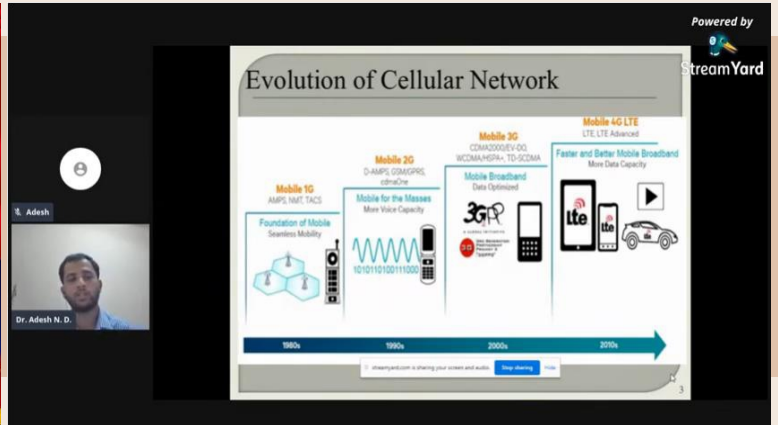 Powered by
StreamYard
Evolution of Cellular Network
Mobile 1G
AMPS, NMT, TACS
Foundation of Mobile
Seamless Mobility
Mobile 2G
D-AMPS, GSM/GPRS,
cdmaOne
Mobile for the Masses
More Voice Capacity
10101101001110000
Mobile 3G
CDMA2000/EV-DO,
WCDMA/HSPA+, TD-SCDMA
Mobile Broadband
Data Optimized
3GPP
A GLOBAL INITIATIVE
3G
Mobile 4G LTE
LTE, LTE Advanced
Faster and Better Mobile Broadband
More Data Capacity
lte
lte
1980s
1990s
2000s
2010s
streamyard.com is sharing your screen and audio.
Stop sharing
Hide
3
Adesh
Dr. Adesh N. D.